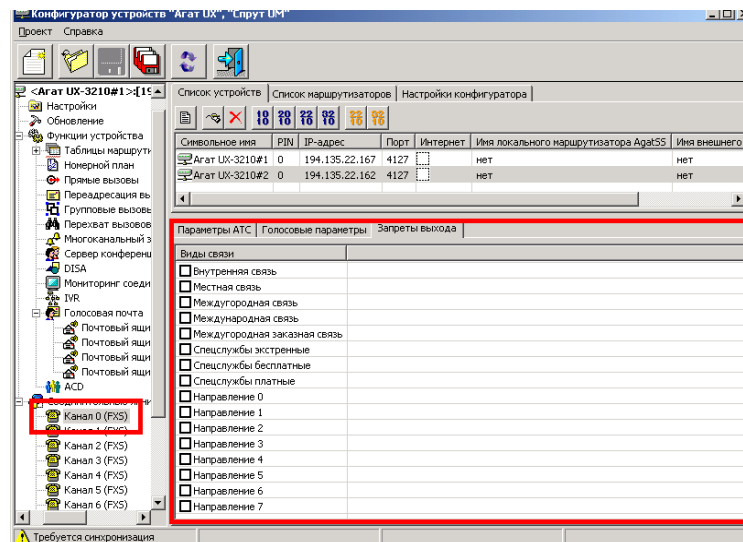 Конфигуратор устройств "Агат UX", "Спрут UM"
Проект Справка
<Агат UX-3210#1>:[19
Настройки
Обновление
Функции устройства
Таблицы маршрути
Номерной план
Прямые вызовы
Переадресация вы
Групповые вызовы
Перехват вызовов
Многоканальный з
Сервер конференц
DISA
Мониторинг соеди
IVR
Голосовая почта
Почтовый ящи
Почтовый ящи
Почтовый ящи
Почтовый ящи
ACD
Канал 0 (FXS)
Канал 1 (FXS)
Канал 2 (FXS)
Канал 3 (FXS)
Канал 4 (FXS)
Канал 5 (FXS)
Канал 6 (FXS)
Список устройств Список маршрутизаторов Настройки конфигуратора
Символьное имя PIN IP-адрес Порт Интернет Имя локального маршрутизатора AgatSS Имя внешнего
Агат UX-3210#1 0 194.135.22.167 4127 нет нет
Агат UX-3210#2 0 194.135.22.162 4127 нет нет
Параметры АТС Голосовые параметры Запреты выхода
Виды связи
Внутренняя связь
Местная связь
Междугородная связь
Международная связь
Междугородная заказная связь
Спецслужбы экстренные
Спецслужбы бесплатные
Спецслужбы платные
Направление 0
Направление 1
Направление 2
Направление 3
Направление 4
Направление 5
Направление 6
Направление 7
Требуется синхронизация